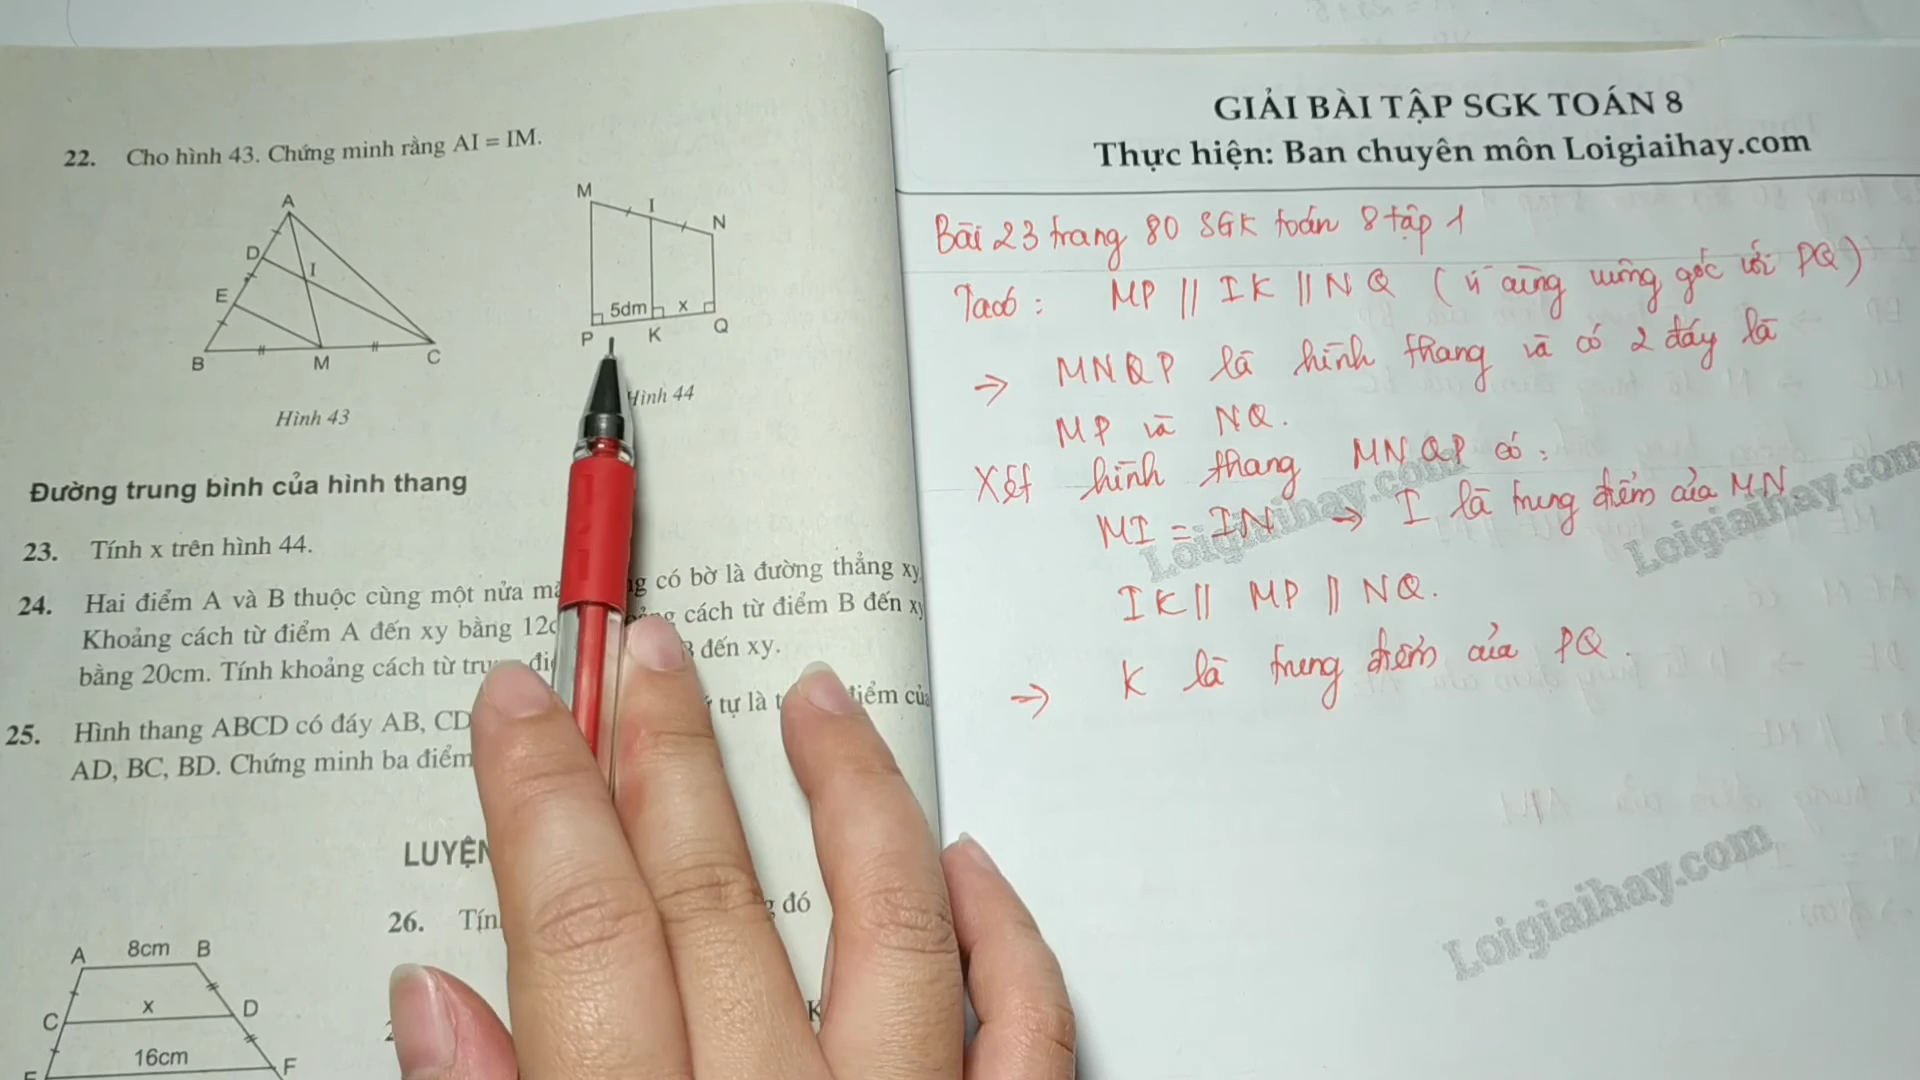 22. Cho hình 43. Chứng minh rằng AI = IM.
A
D
I
E
B
M
C
Hình 43
M
I
N
5dm
x
P
K
Q
Hình 44
Đường trung bình của hình thang
23. Tính x trên hình 44.
24. Hai điểm A và B thuộc cùng một nửa có bờ là đường thẳng xy.
Khoảng cách từ điểm A đến xy bằng cách từ điểm B đến xy
bằng 20cm. Tính khoảng cách từ đến xy.
25. Hình thang ABCD có đáy AB, CD tự là điểm của
AD, BC, BD. Chứng minh ba điểm
LUYỆN
26. đó
A 8cm B
C x D
16cm F
K
GIẢI BÀI TẬP SGK TOÁN 8
Thực hiện: Ban chuyên môn Loigiaihay.com
Bài 23 trang 80 SGK toán 8 tập 1
Ta có : MP // IK // NQ ( vì cùng vuông góc với PQ )
→ MNQP là hình thang và có 2 đáy là
MP và NQ.
Xét hình thang MNQP có :
MI = IN → I là trung điểm của MN
IK // MP // NQ.
→ K là trung điểm của PQ.
Loigiaihay.com
Loigiaihay.com
Loigiaihay.com